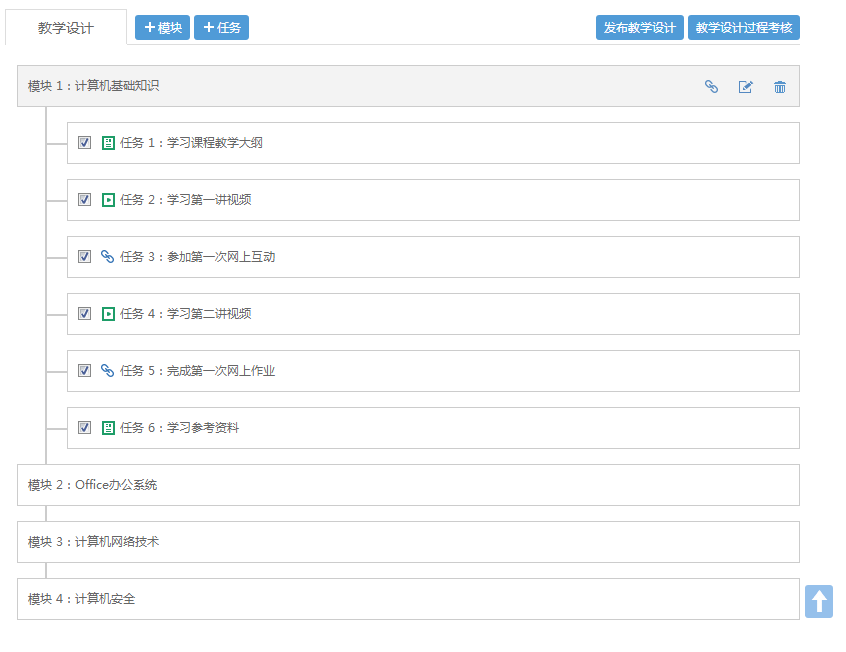 教学设计
+模块
+任务
发布教学设计
教学设计过程考核
模块 1：计算机基础知识
任务 1：学习课程教学大纲
任务 2：学习第一讲视频
任务 3：参加第一次网上互动
任务 4：学习第二讲视频
任务 5：完成第一次网上作业
任务 6：学习参考资料
模块 2：Office办公系统
模块 3：计算机网络技术
模块 4：计算机安全